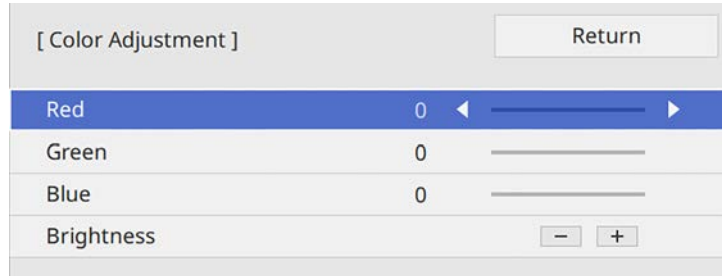 [ Color Adjustment ]
Return
Red 0
Green 0
Blue 0
Brightness − +